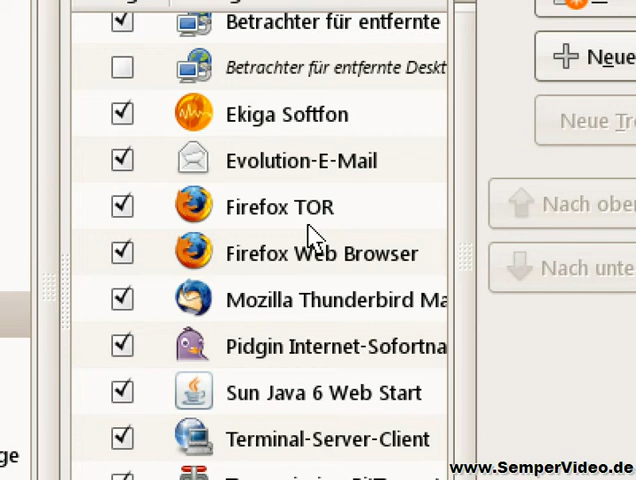 Betrachter für entfernte
Betrachter für entfernte Deskt
Ekiga Softfon
Evolution-E-Mail
Firefox TOR
Firefox Web Browser
Mozilla Thunderbird Ma
Pidgin Internet-Sofortna
Sun Java 6 Web Start
Terminal-Server-Client
Neue
Neue Tr
Nach obe
Nach unte
ge
www.SemperVideo.de